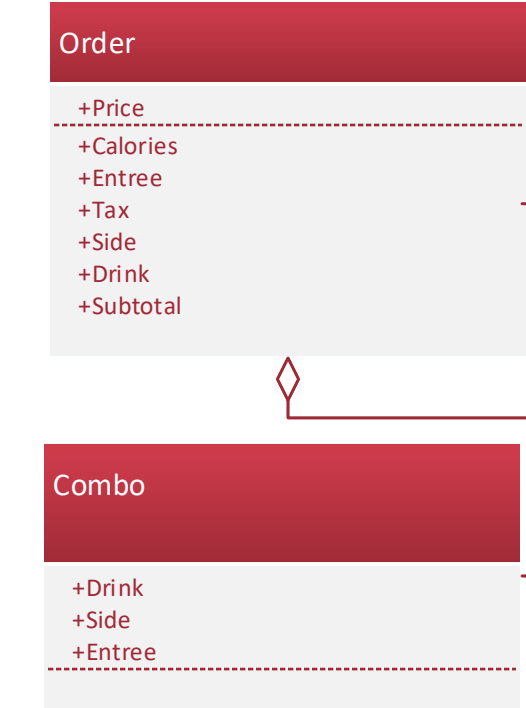 Order
+Price
+Calories
+Entree
+Tax
+Side
+Drink
+Subtotal
Combo
+Drink
+Side
+Entree